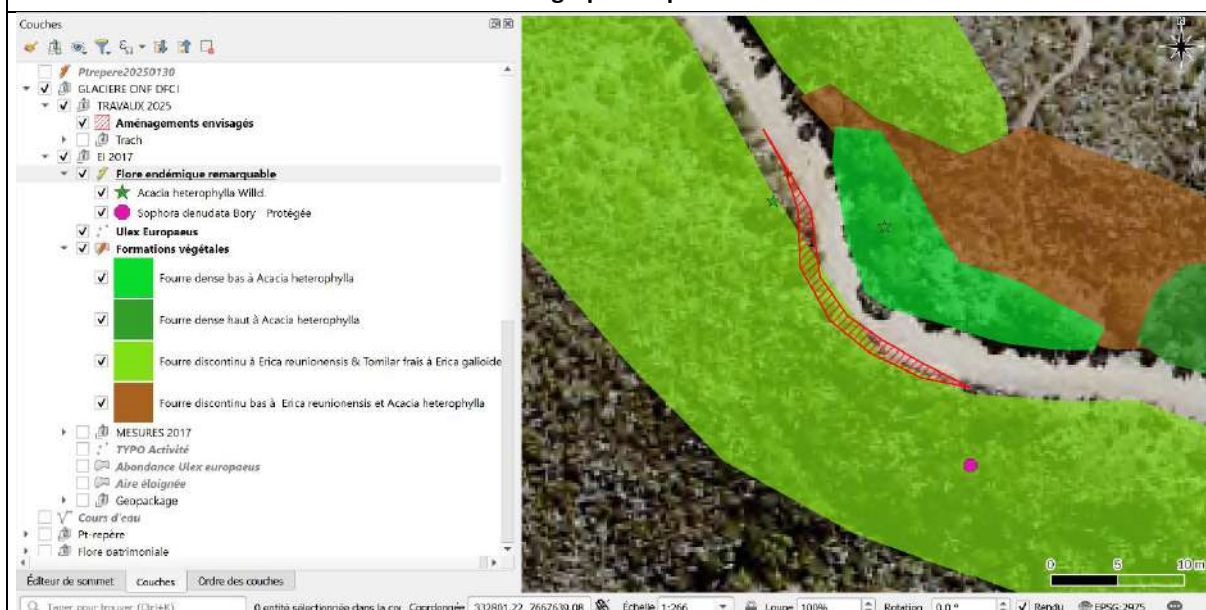 Couches
Ptrepere20250130
GLACIERE ONF DFCI
TRAVAUX 2025
Aménagements envisagés
Trach
EI 2017
Flore endémique remarquable
Acacia heterophylla Willd.
Sophora denudata Bory Protégée
Ulex Europaeus
Formations végétales
Fourre dense bas à Acacia heterophylla
Fourre dense haut à Acacia heterophylla
Fourre discontinu à Erica reunionensis & Tomilar frais à Erica galioide
Fourre discontinu bas à Erica reunionensis et Acacia heterophylla
MESURES 2017
TYPO Activité
Abondance Ulex europaeus
Aire éloignée
Geopackage
Cours d'eau
Pt-repère
Flore patrimoniale
0 5 10 m
Éditeur de sommet Couches Ordre des couches
Taper pour trouver (Ctrl+K) 0 entité sélectionnée dans la cou Coordonnée 332801.22 7667639.08 Échelle 1:266 Loupe 100% Rotation 0,0 ° Rendu EPSG:2975